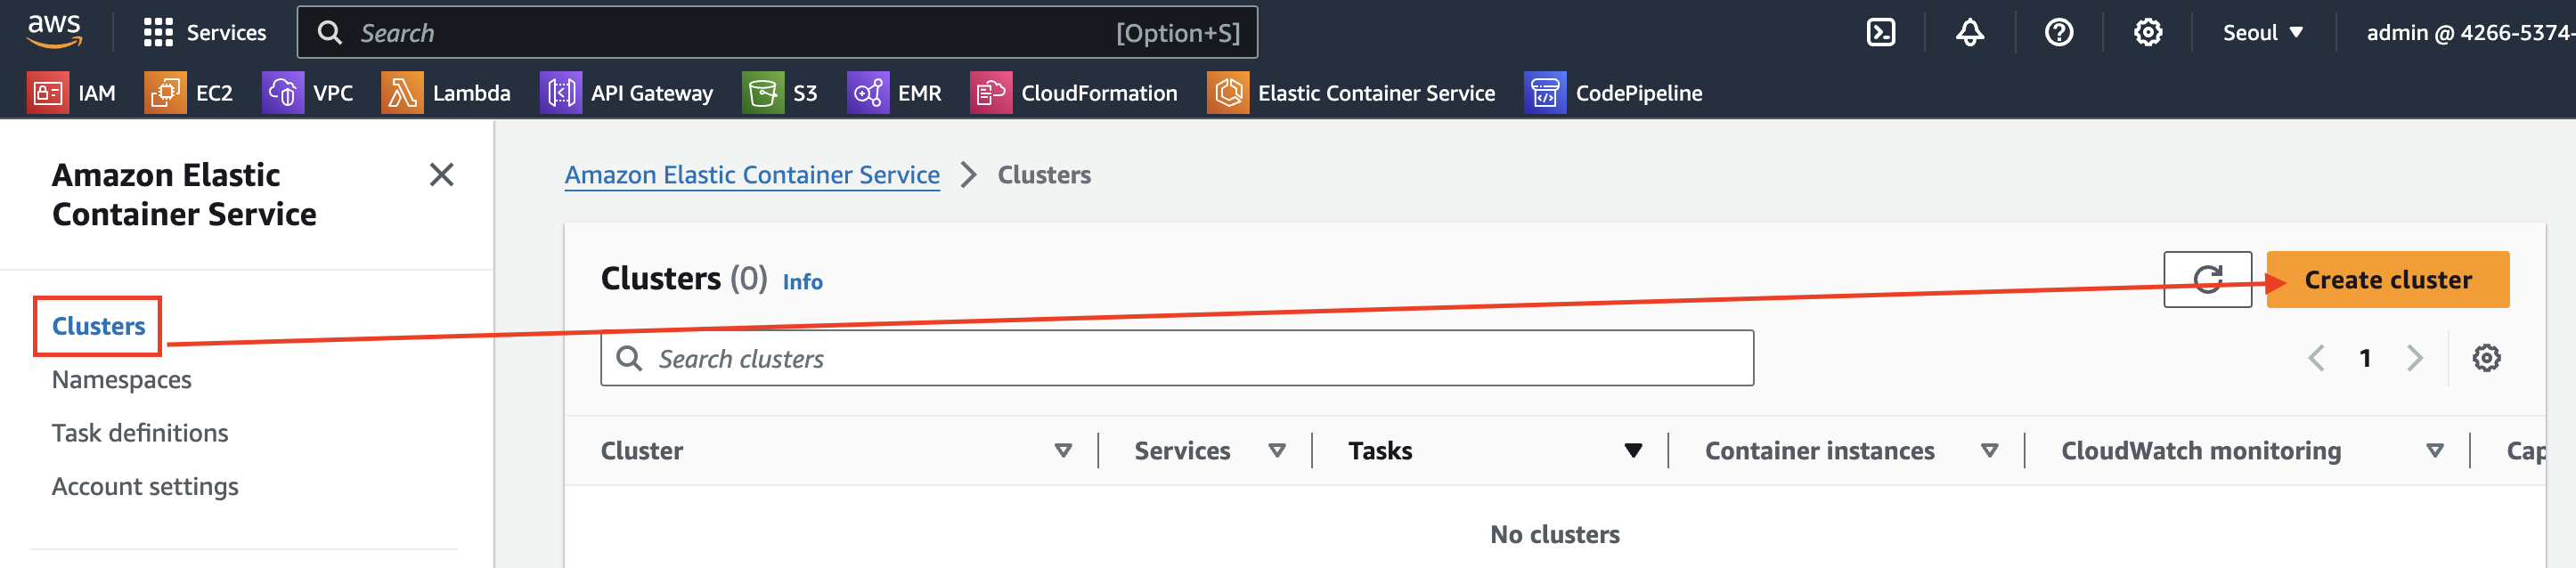 aws Services Search [Option+S] Seoul admin @ 4266-5374-
IAM EC2 VPC Lambda API Gateway S3 EMR CloudFormation Elastic Container Service CodePipeline
Amazon Elastic
Container Service
Clusters
Namespaces
Task definitions
Account settings
Amazon Elastic Container Service > Clusters
Clusters (0) Info
Create cluster
Search clusters
1
Cluster Services Tasks Container instances CloudWatch monitoring Cap
No clusters